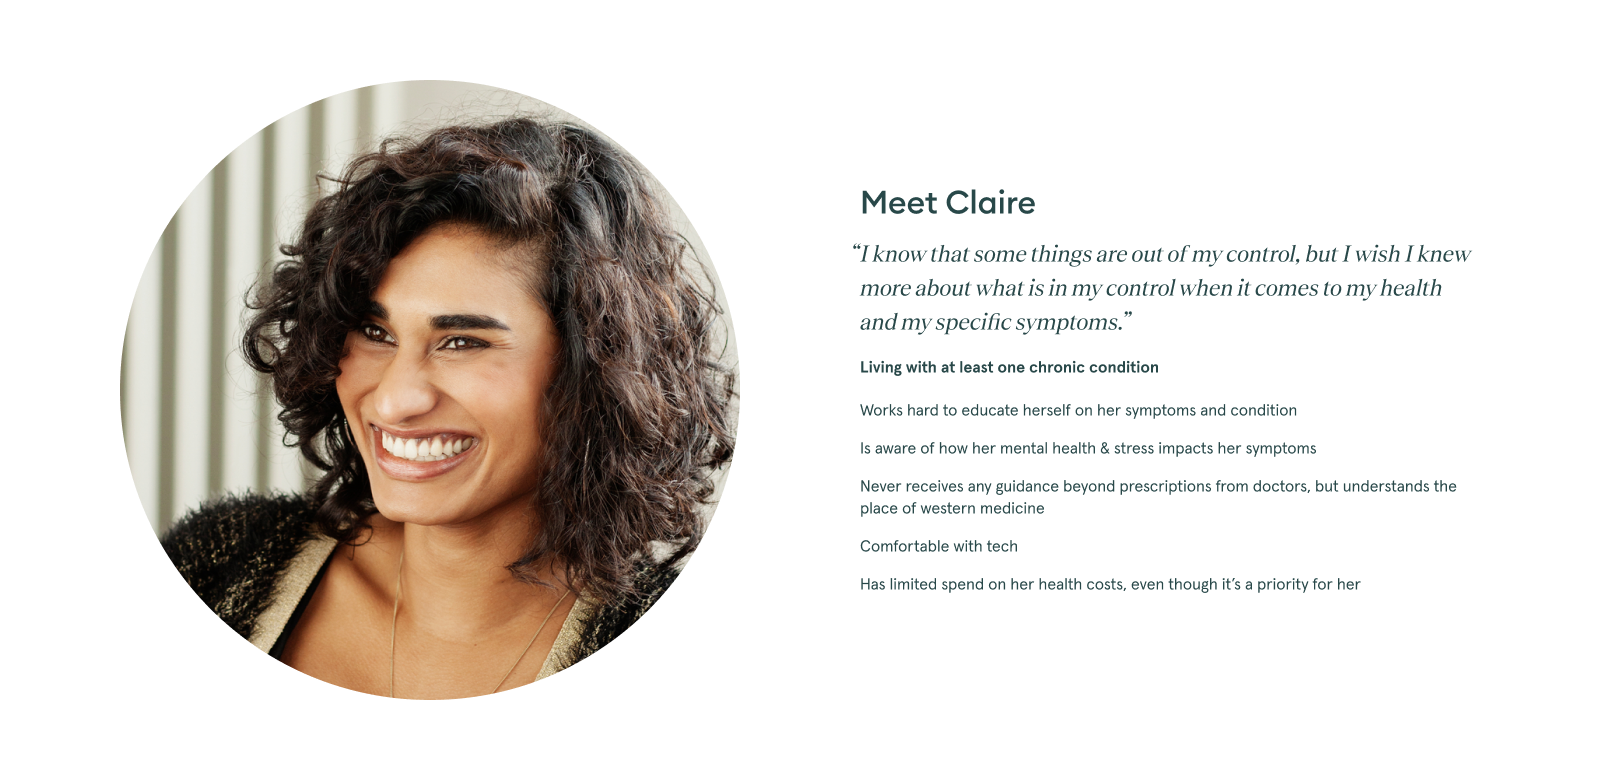 Meet Claire
“I know that some things are out of my control, but I wish I knew
more about what is in my control when it comes to my health
and my specific symptoms.”
Living with at least one chronic condition
Works hard to educate herself on her symptoms and condition
Is aware of how her mental health & stress impacts her symptoms
Never receives any guidance beyond prescriptions from doctors, but understands the
place of western medicine
Comfortable with tech
Has limited spend on her health costs, even though it’s a priority for her